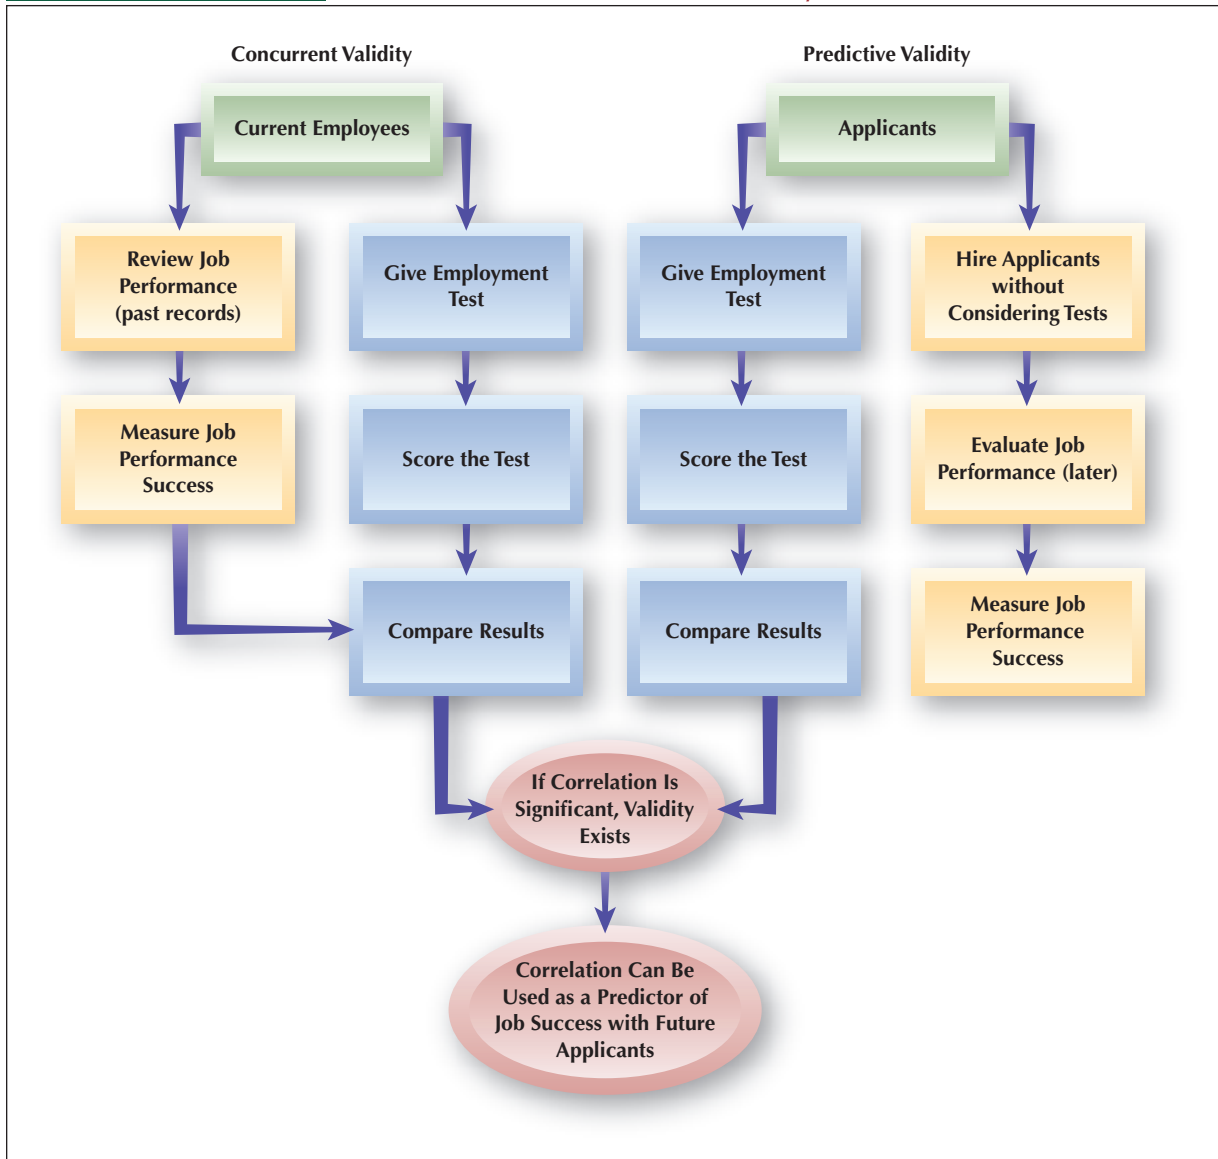 Concurrent Validity
Current Employees
Review Job
Performance
(past records)
Measure Job
Performance
Success
Give Employment
Test
Score the Test
Compare Results
Predictive Validity
Applicants
Give Employment
Test
Score the Test
Compare Results
Hire Applicants
without
Considering Tests
Evaluate Job
Performance (later)
Measure Job
Performance
Success
If Correlation Is
Significant, Validity
Exists
Correlation Can Be
Used as a Predictor of
Job Success with Future
Applicants